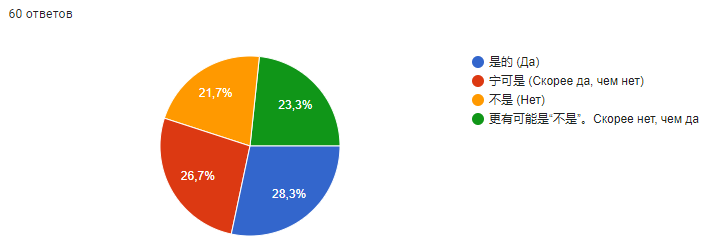 60 ответов
是的 (Да)
宁可是 (Скорее да, чем нет)
不是 (Нет)
更有可能是“不是”。Скорее нет, чем да
21,7%
23,3%
26,7%
28,3%